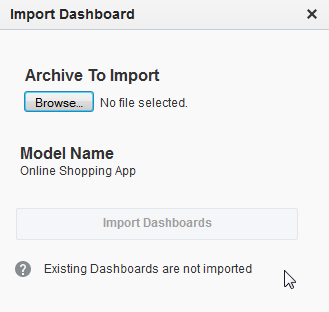 Import Dashboard
Archive To Import
Browse... No file selected.
Model Name
Online Shopping App
Import Dashboards
Existing Dashboards are not imported